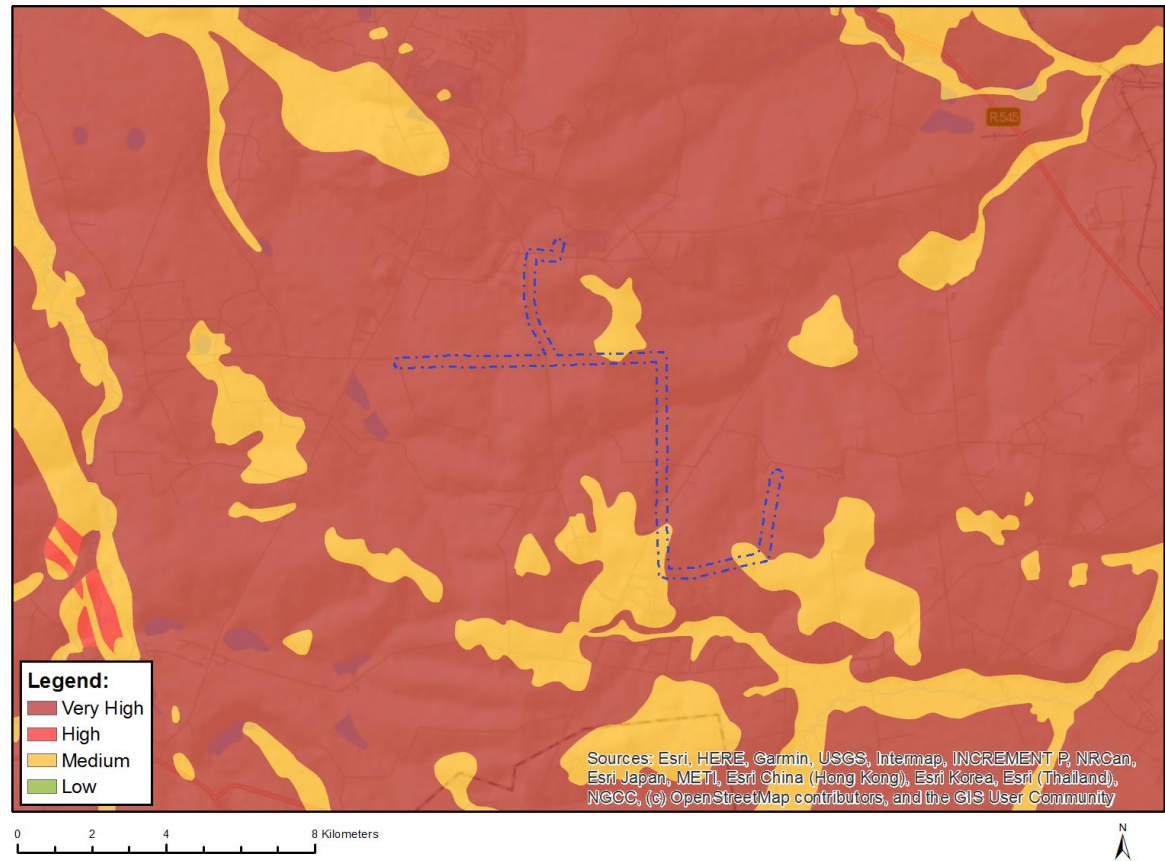 R545
Legend:
Very High
High
Medium
Low
Sources: Esri, HERE, Garmin, USGS, Intermap, INCREMENT P, NRCan,
Esri Japan, METI, Esri China (Hong Kong), Esri Korea, Esri (Thailand),
NGCC, (c) OpenStreetMap contributors, and the GIS User Community
0 2 4 8 Kilometers
N